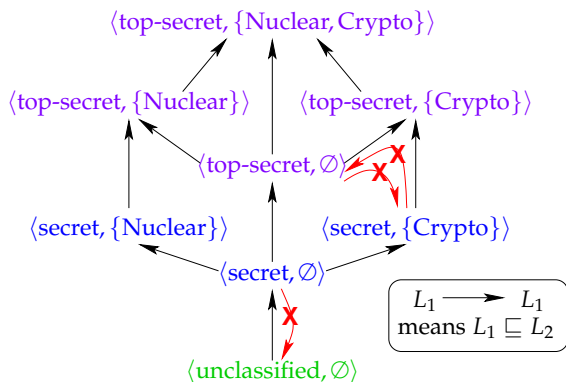 ⟨top-secret, {Nuclear, Crypto}⟩
⟨top-secret, {Nuclear}⟩
⟨top-secret, {Crypto}⟩
⟨top-secret, ∅⟩
X
X
⟨secret, {Nuclear}⟩
⟨secret, {Crypto}⟩
⟨secret, ∅⟩
X
L₁ ⟶ L₁
means L₁ ⊑ L₂
⟨unclassified, ∅⟩